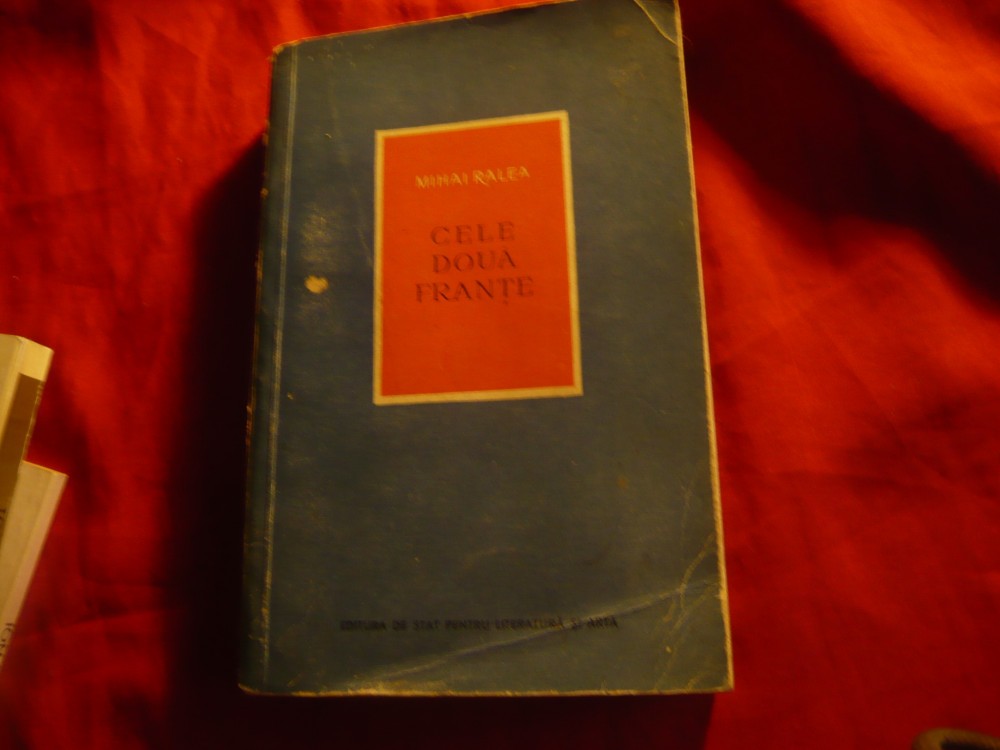 MIHAI RALEA
CELE
DOUĂ
FRANȚE
EDITURA DE STAT PENTRU LITERATURĂ ȘI ARTĂ